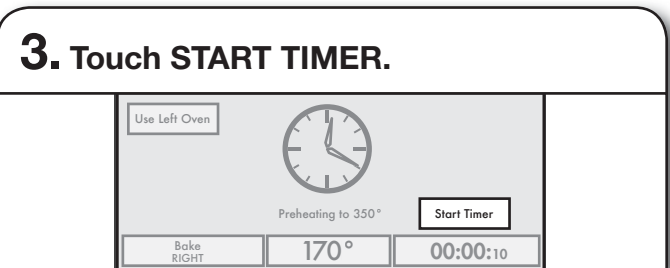 3. Touch START TIMER.
Use Left Oven
Preheating to 350°
Start Timer
Bake
RIGHT
170°
00:00:10